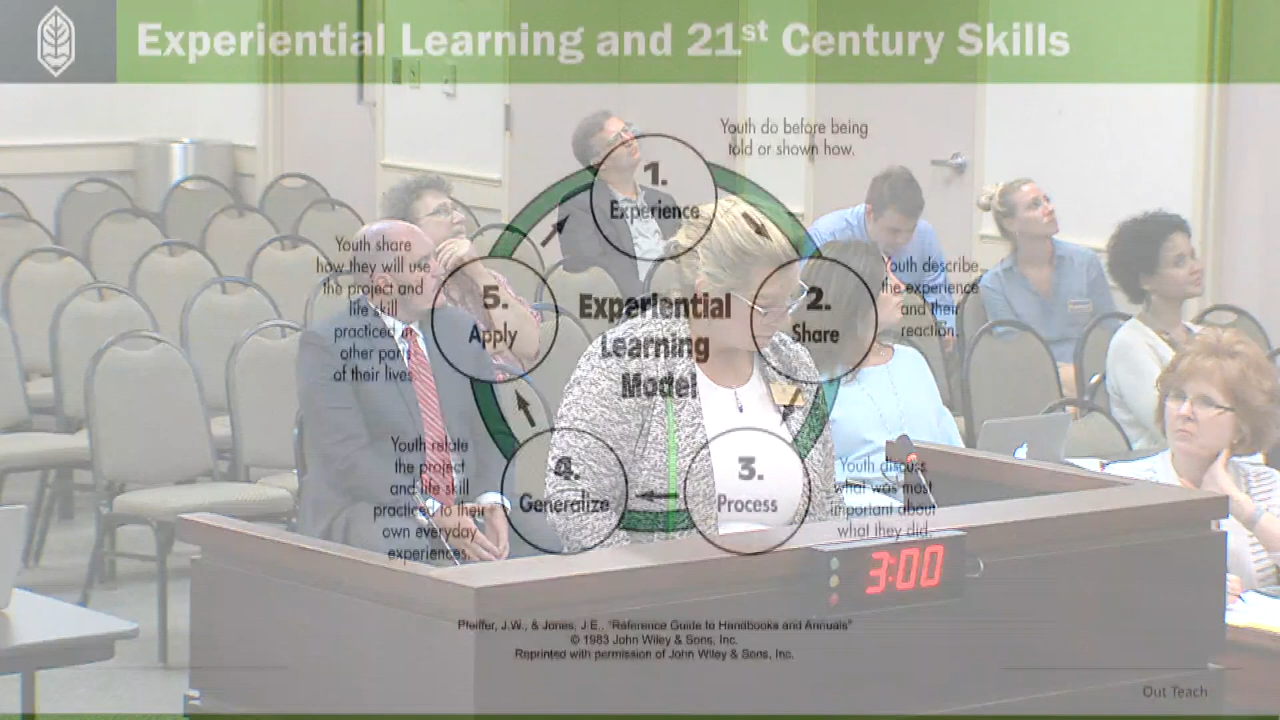 Experiential Learning and 21st Century Skills
Youth do before being
told or shown how.
1.
Experience
Youth describe
the experience
and their
reaction.
2.
Share
Youth discuss
what was most
important about
what they did.
3.
Process
4.
Generalize
Youth relate
the project
and life skill
practiced to their
own everyday
experiences.
5.
Apply
Youth share
how they will use
the project and
life skill
practiced in
other parts
of their lives
Experiential
Learning
Model
3:00
Pfeiffer, J.W., & Jones, J.E., "Reference Guide to Handbooks and Annuals"
© 1983 John Wiley & Sons, Inc.
Reprinted with permission of John Wiley & Sons, Inc.
Out Teach